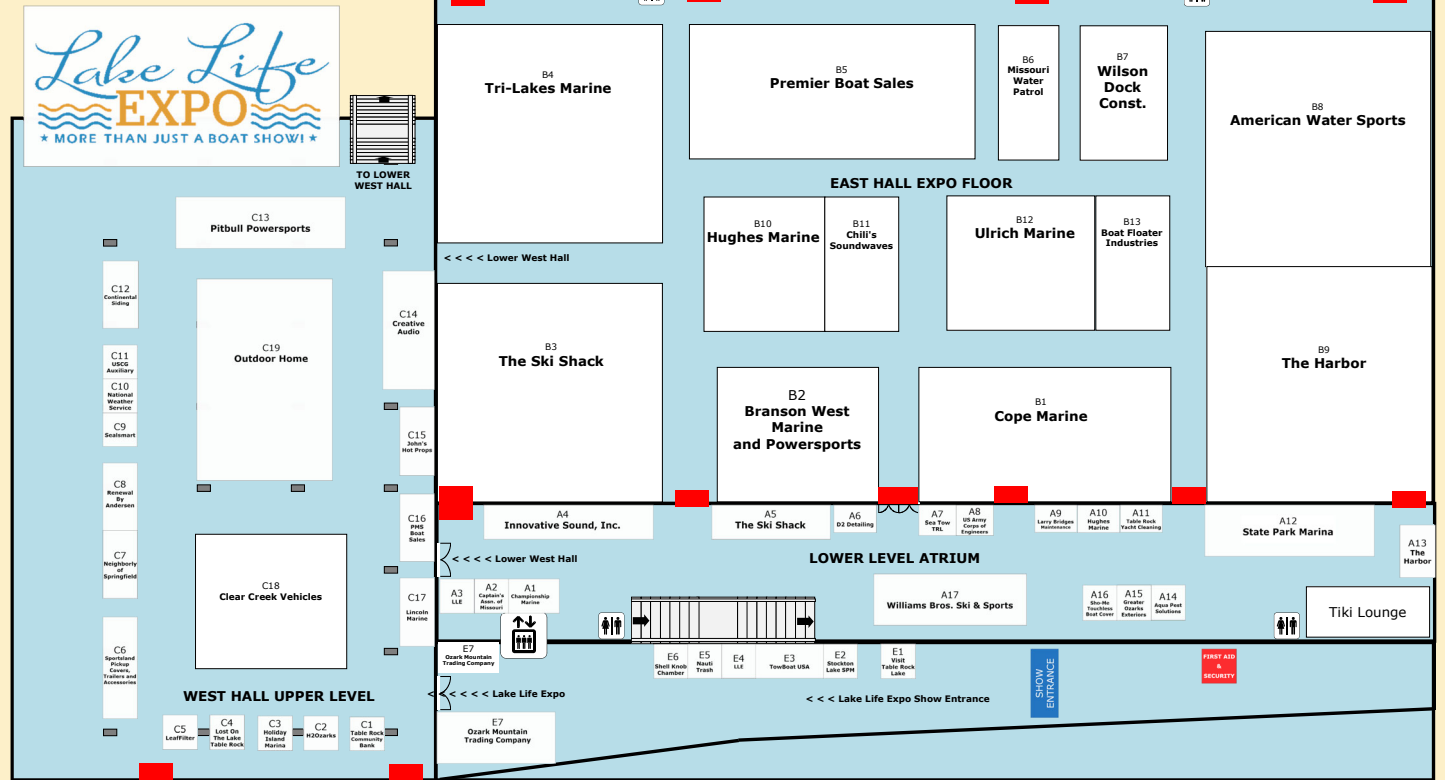 Lake Life
EXPO
★ MORE THAN JUST A BOAT SHOW! ★
TO LOWER
WEST HALL
B4
Tri-Lakes Marine
B5
Premier Boat Sales
B6
Missouri
Water
Patrol
B7
Wilson
Dock
Const.
B8
American Water Sports
EAST HALL EXPO FLOOR
B10
Hughes Marine
B11
Chili's
Soundwaves
B12
Ulrich Marine
B13
Boat Floater
Industries
< < < < Lower West Hall
B3
The Ski Shack
B2
Branson West
Marine
and Powersports
B1
Cope Marine
B9
The Harbor
C13
Pitbull Powersports
C12
Continental
Siding
C14
Creative
Audio
C19
Outdoor Home
C11
USCG
Auxiliary
C10
National
Weather
Service
C9
Sealsmart
C15
John's
Hot Props
C8
Renewal
By
Andersen
C16
PMS
Boat
Sales
C7
Neighborly
of
Springfield
C18
Clear Creek Vehicles
C17
Lincoln
Marine
C6
Sportsland
Pickup
Covers,
Trailers and
Accessories
WEST HALL UPPER LEVEL
C5
LeafFilter
C4
Lost On
The Lake
Table Rock
C3
Holiday
Island
Marina
C2
H2Ozarks
C1
Table Rock
Community
Bank
A4
Innovative Sound, Inc.
A5
The Ski Shack
A6
D2 Detailing
A7
Sea Tow
TRL
A8
US Army
Corps of
Engineers
A9
Larry Bridges
Maintenance
A10
Hughes
Marine
A11
Table Rock
Yacht Cleaning
A12
State Park Marina
A13
The
Harbor
< < < < Lower West Hall
LOWER LEVEL ATRIUM
A3
LLE
A2
Captain's
Assn. of
Missouri
A1
Championship
Marine
A17
Williams Bros. Ski & Sports
A16
Sho-Me
Touchless
Boat Cover
A15
Greater
Ozarks
Exteriors
A14
Aqua Pest
Solutions
Tiki Lounge
E7
Ozark Mountain
Trading Company
E6
Shell Knob
Chamber
E5
Nauti
Trash
E4
LLE
E3
TowBoat USA
E2
Stockton
Lake SPM
E1
Visit
Table Rock
Lake
SHOW
ENTRANCE
FIRST AID
&
SECURITY
< < < < < < Lake Life Expo
< < < Lake Life Expo Show Entrance
E7
Ozark Mountain
Trading Company